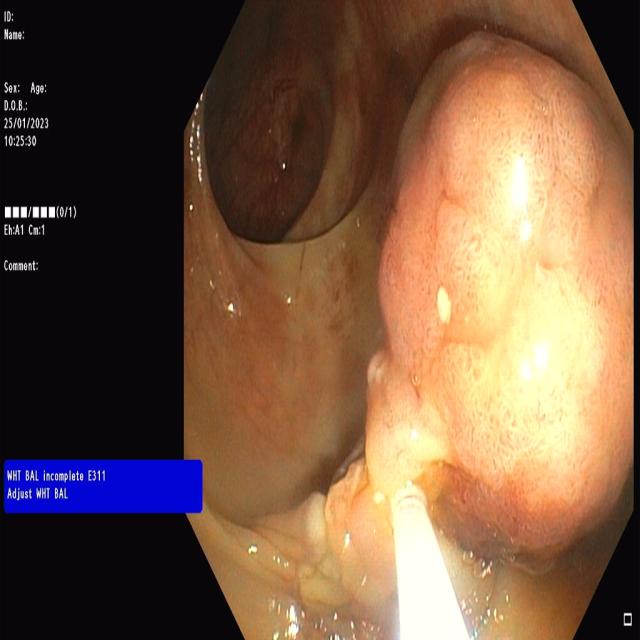 ID:
Name:
Sex: Age:
D.O.B.:
25/01/2023
10:25:30
■■■/■■■(0/1)
Eh:A1 Cm:1
Comment:
WHT BAL incomplete E311
Adjust WHT BAL